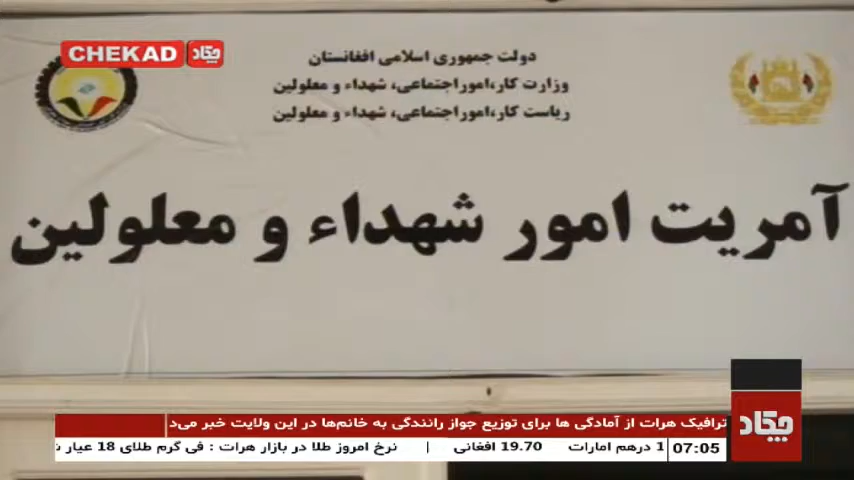 CHEKAD چکاد
دولت جمهوری اسلامی افغانستان
وزارت کار،امور‌اجتماعی، شهداء و معلولین
ریاست کار،امور‌اجتماعی، شهداء و معلولین
آمریت امور شهداء و معلولین
ترافیک هرات از آمادگی ها برای توزیع جواز رانندگی به خانم‌ها در این ولایت خبر می‌د
چکاد
07:05
1 درهم امارات 19.70 افغانی | نرخ امروز طلا در بازار هرات : فی گرم طلای 18 عیار